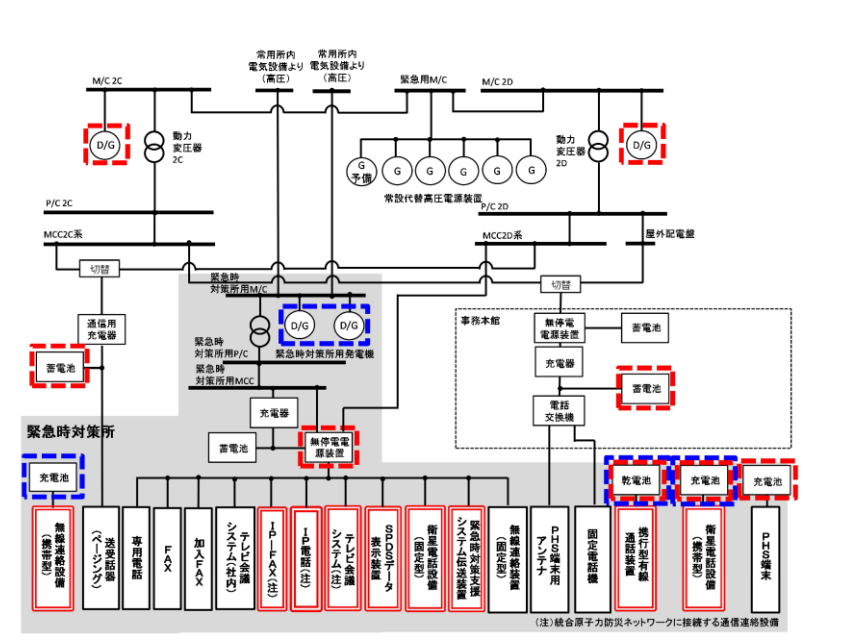 常用所内
電気設備より
(高圧)
常用所内
電気設備より
(高圧)
M/C 2C
緊急用M/C
M/C 2D
D/G
動力
変圧器
2C
G
予備
G
G
G
G
G
常設代替高圧電源装置
動力
変圧器
2D
D/G
P/C 2C
P/C 2D
MCC2C系
MCC2D系
屋外配電盤
切替
切替
緊急時
対策所用M/C
通信用
充電器
D/G
D/G
緊急時対策所用発電機
事務本館
無停電
電源装置
蓄電池
緊急時
対策所用P/C
蓄電池
充電器
緊急時
対策所用MCC
蓄電池
充電器
電話
交換機
緊急時対策所
蓄電池
無停電電
源装置
充電池
乾電池
充電池
充電池
無線連絡設備
(携帯型)
送受話器
(ページング)
専用電話
FAX
加入FAX
テレビ会議
システム(社内)
IP-FAX(注)
IP電話(注)
テレビ会議
システム(注)
SPDSデータ
表示装置
衛星電話設備
(固定型)
緊急時対策支援
システム伝送装置
無線連絡装置
(固定型)
PHS端末用
アンテナ
固定電話機
携行型有線
通話装置
衛星電話設備
(携帯型)
PHS端末
(注)統合原子力防災ネットワークに接続する通信連絡設備